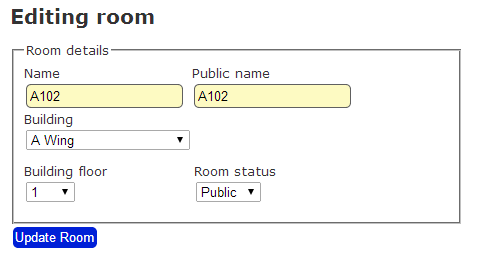 Editing room
Room details
Name Public name
A102 A102
Building
A Wing
Building floor Room status
1 Public
Update Room